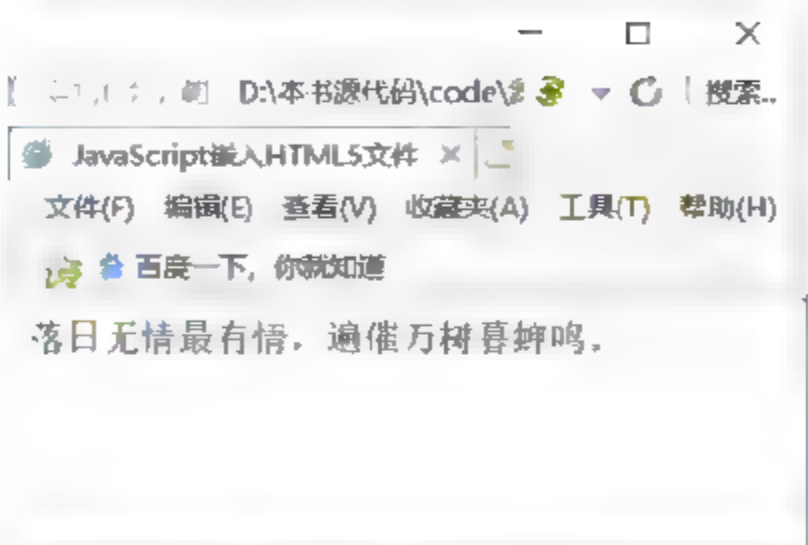 D:\本书源代码\code\ 搜索..
JavaScript嵌入HTML5文件
文件(F) 编辑(E) 查看(V) 收藏夹(A) 工具(T) 帮助(H)
百度一下，你就知道
落日无情最有悟，遍催万树暮蝉鸣。